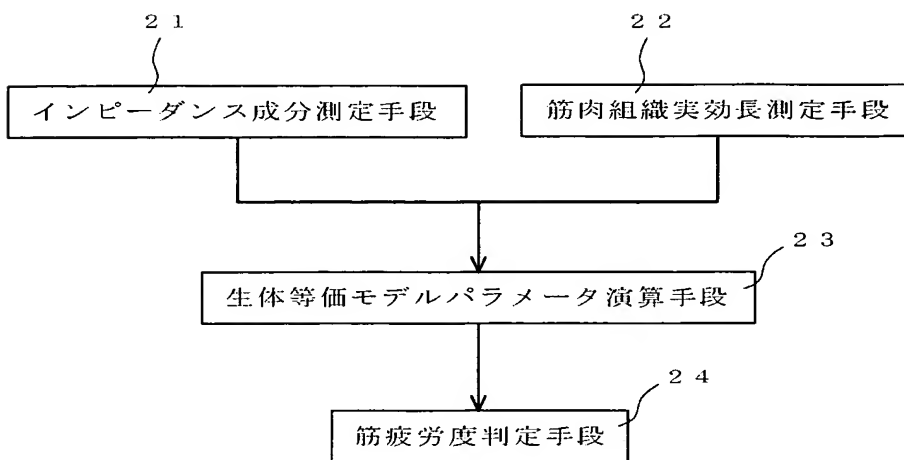 ２１
２２
インピーダンス成分測定手段
筋肉組織実効長測定手段
２３
生体等価モデルパラメータ演算手段
２４
筋疲労度判定手段